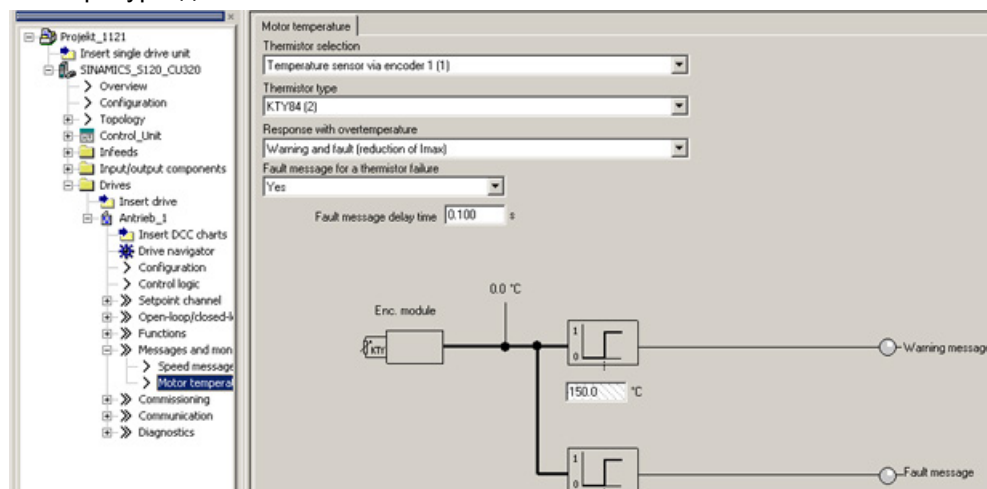 Projekt_1121
Insert single drive unit
SINAMICS_S120_CU320
Overview
Configuration
Topology
Control_Unit
Infeeds
Input/output components
Drives
Insert drive
Antrieb_1
Insert DCC charts
Drive navigator
Configuration
Control logic
Setpoint channel
Open-loop/closed-l
Functions
Messages and mon
Speed message
Motor tempera
Commissioning
Communication
Diagnostics
Motor temperature
Thermistor selection
Temperature sensor via encoder 1 (1)
Thermistor type
KTY84 (2)
Response with overtemperature
Warning and fault (reduction of Imax)
Fault message for a thermistor failure
Yes
Fault message delay time 0.100 s
0.0 °C
Enc. module
KTY
1
0
Warning message
150.0 °C
1
0
Fault message